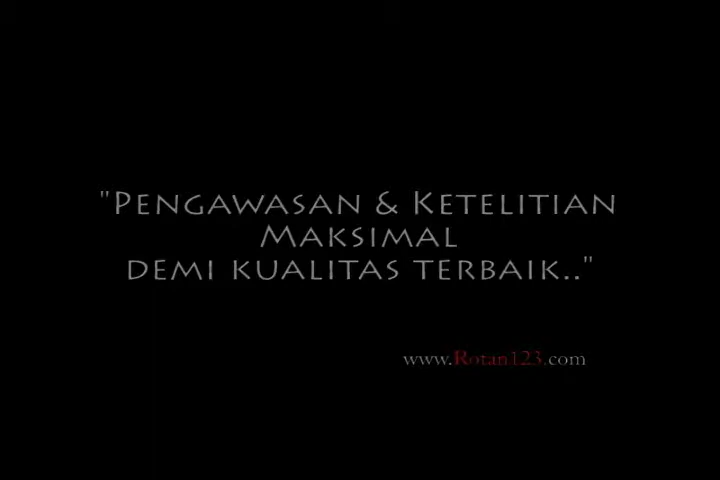 "PENGAWASAN & KETELITIAN
MAKSIMAL
DEMI KUALITAS TERBAIK.."
www.Rotan123.com